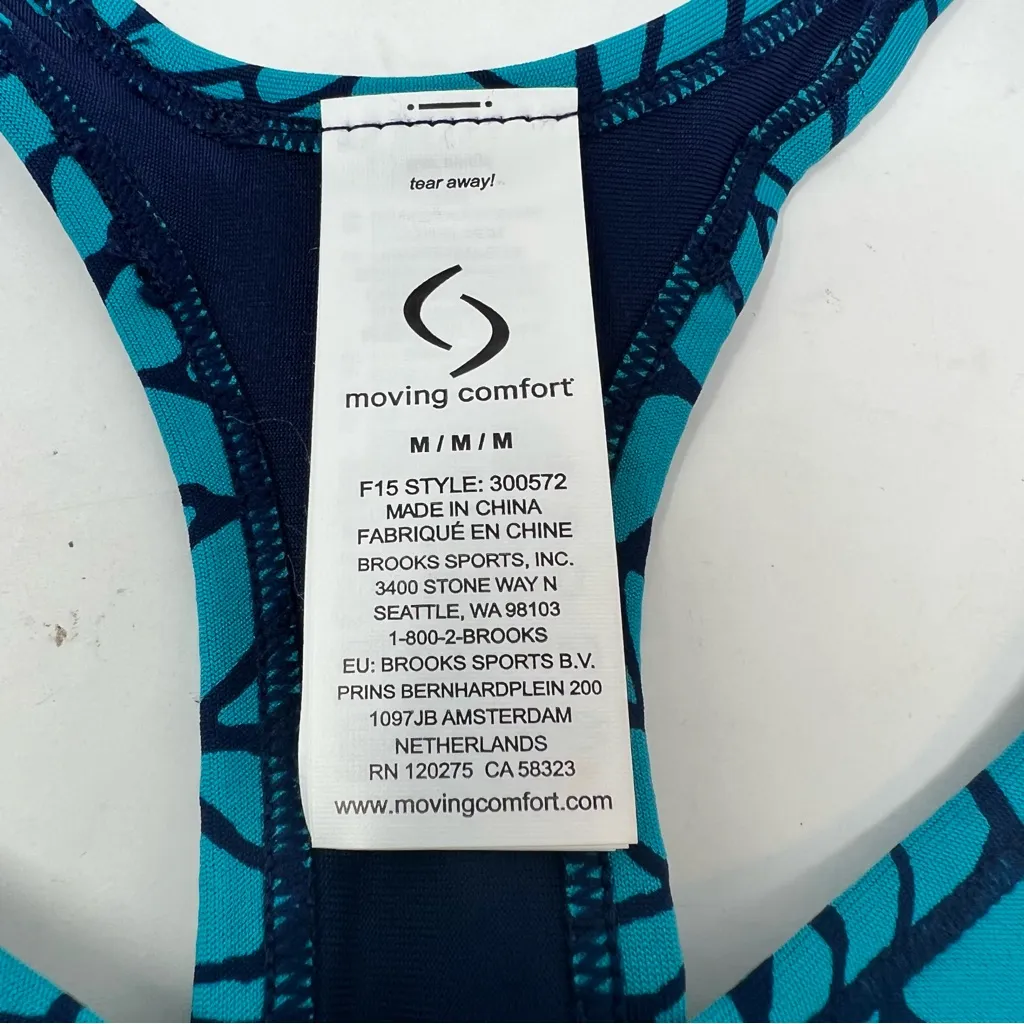 tear away!
moving comfort
M / M / M
F15 STYLE: 300572
MADE IN CHINA
FABRIQUÉ EN CHINE
BROOKS SPORTS, INC.
3400 STONE WAY N
SEATTLE, WA 98103
1-800-2-BROOKS
EU: BROOKS SPORTS B.V.
PRINS BERNHARDPLEIN 200
1097JB AMSTERDAM
NETHERLANDS
RN 120275 CA 58323
www.movingcomfort.com